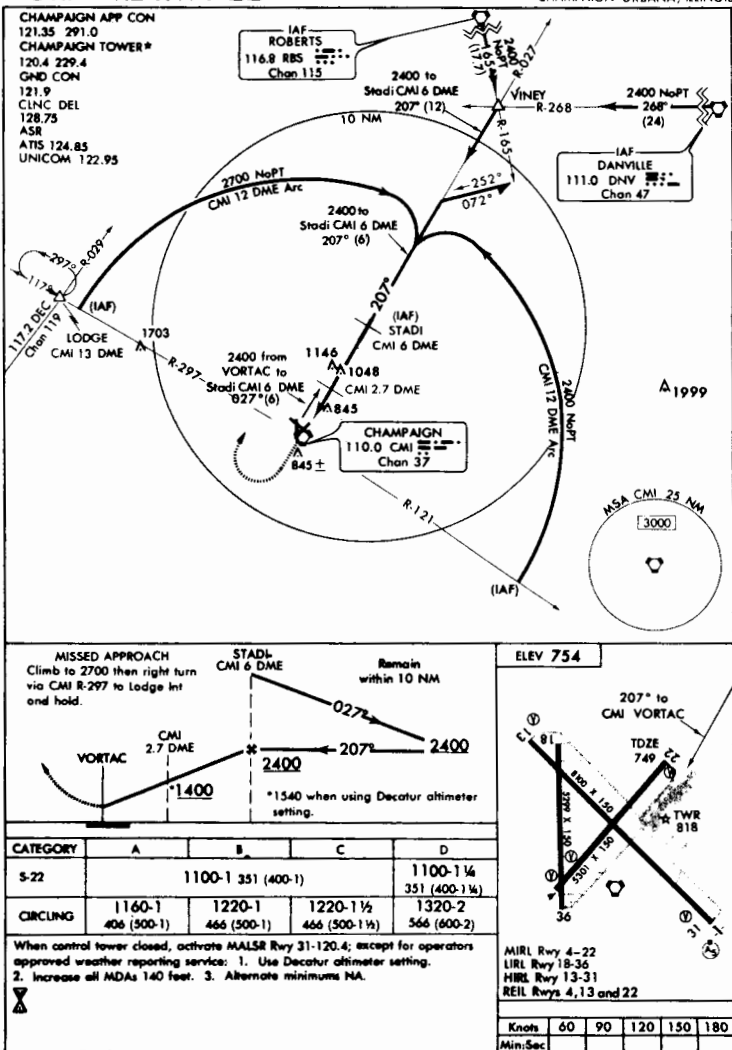 CHAMPAIGN-URBANA, ILLINOIS
CHAMPAIGN APP CON
121.35 291.0
CHAMPAIGN TOWER*
120.4 229.4
GND CON
121.9
CLNC DEL
128.75
ASR
ATIS 124.85
UNICOM 122.95
IAF
ROBERTS
116.8 RBS
Chan 115
2400
NoPT
165°
(17.7)
R-027
2400 to
Stadi CMI 6 DME
207° (12)
VINEY
R-268
2400 NoPT
268°
(24)
R-165
IAF
DANVILLE
111.0 DNV
Chan 47
10 NM
252°
072°
2700 NoPT
CMI 12 DME Arc
2400 to
Stadi CMI 6 DME
207° (6)
207°
297°
117°
R-029
117.2 DEC
Chan 119
(IAF)
LODGE
CMI 13 DME
1703
R-297
(IAF)
STADI
CMI 6 DME
1146
1048
2400 from
VORTAC to
Stadi CMI 6 DME
027°(6)
CMI 2.7 DME
845
CHAMPAIGN
110.0 CMI
Chan 37
845 ±
2400 NoPT
CMI 12 DME Arc
1999
R-121
(IAF)
MSA CMI 25 NM
3000
MISSED APPROACH
Climb to 2700 then right turn
via CMI R-297 to Lodge Int
and hold.
STADI
CMI 6 DME
Remain
within 10 NM
027°
207°
2400
2400
VORTAC
CMI
2.7 DME
*1400
*1540 when using Decatur altimeter
setting.
CATEGORY A B C D
S-22 1100-1 351 (400-1) 1100-1¼
351 (400-1¼)
CIRCLING 1160-1 1220-1 1220-1½ 1320-2
406 (500-1) 466 (500-1) 466 (500-1½) 566 (600-2)
When control tower closed, activate MALSR Rwy 31-120.4; except for operators
approved weather reporting service: 1. Use Decatur altimeter setting.
2. Increase all MDAs 140 feet. 3. Alternate minimums NA.
ELEV 754
207° to
CMI VORTAC
TDZE
749
22
13
18
8100 X 150
5299 X 150
5301 X 150
TWR
818
4
36
31
MIRL Rwy 4-22
LIRL Rwy 18-36
HIRL Rwy 13-31
REIL Rwys 4,13 and 22
Knots 60 90 120 150 180
Min:Sec